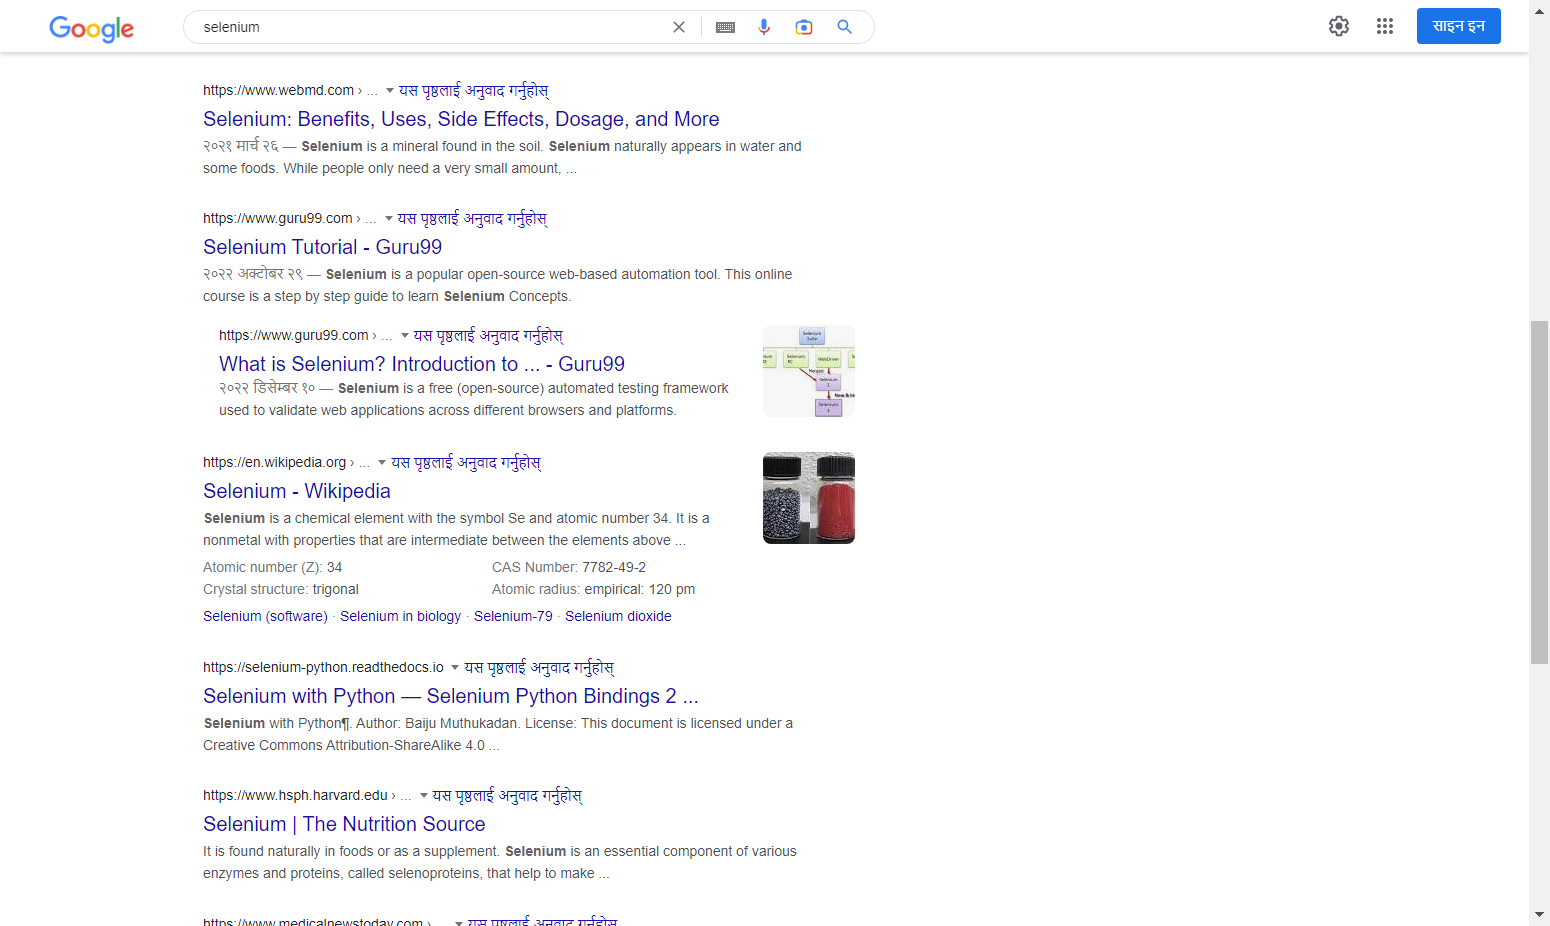 Google
selenium
साइन इन
https://www.webmd.com › ... यस पृष्ठलाई अनुवाद गर्नुहोस्
Selenium: Benefits, Uses, Side Effects, Dosage, and More
२०२१ मार्च २६ — Selenium is a mineral found in the soil. Selenium naturally appears in water and
some foods. While people only need a very small amount, ...
https://www.guru99.com › ... यस पृष्ठलाई अनुवाद गर्नुहोस्
Selenium Tutorial - Guru99
२०२२ अक्टोबर २९ — Selenium is a popular open-source web-based automation tool. This online
course is a step by step guide to learn Selenium Concepts.
https://www.guru99.com › ... यस पृष्ठलाई अनुवाद गर्नुहोस्
What is Selenium? Introduction to ... - Guru99
२०२२ डिसेम्बर १० — Selenium is a free (open-source) automated testing framework
used to validate web applications across different browsers and platforms.
Selenium
Suite
Selenium
RC
WebDriver
Merged
Selenium
2
Selenium
https://en.wikipedia.org › ... यस पृष्ठलाई अनुवाद गर्नुहोस्
Selenium - Wikipedia
Selenium is a chemical element with the symbol Se and atomic number 34. It is a
nonmetal with properties that are intermediate between the elements above ...
Atomic number (Z): 34 CAS Number: 7782-49-2
Crystal structure: trigonal Atomic radius: empirical: 120 pm
Selenium (software) · Selenium in biology · Selenium-79 · Selenium dioxide
https://selenium-python.readthedocs.io यस पृष्ठलाई अनुवाद गर्नुहोस्
Selenium with Python — Selenium Python Bindings 2 ...
Selenium with Python¶. Author: Baiju Muthukadan. License: This document is licensed under a
Creative Commons Attribution-ShareAlike 4.0 ...
https://www.hsph.harvard.edu › ... यस पृष्ठलाई अनुवाद गर्नुहोस्
Selenium | The Nutrition Source
It is found naturally in foods or as a supplement. Selenium is an essential component of various
enzymes and proteins, called selenoproteins, that help to make ...
https://www.medicalnewstoday.com › ... यस पृष्ठलाई अनुवाद गर्नुहोस्